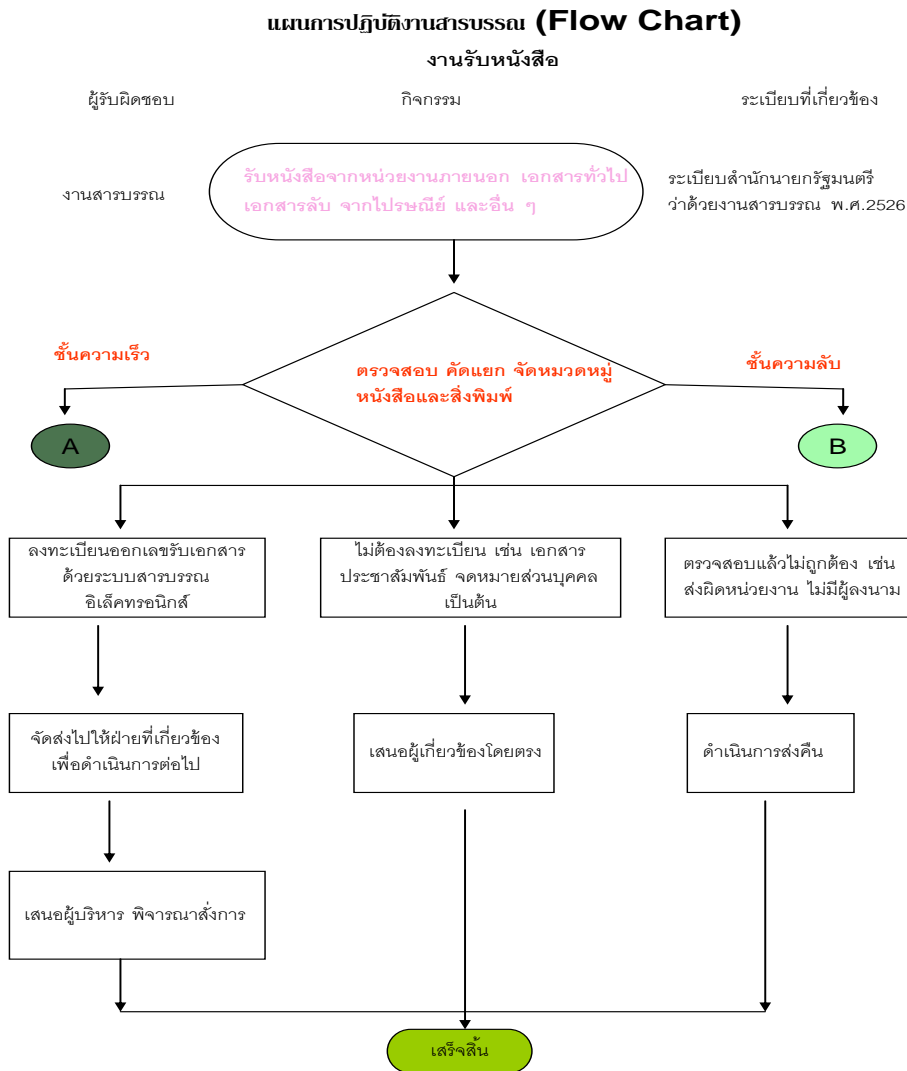 แผนการปฏิบัติงานสารบรรณ (Flow Chart)
งานรับหนังสือ
ผู้รับผิดชอบ
กิจกรรม
ระเบียบที่เกี่ยวข้อง
งานสารบรรณ
รับหนังสือจากหน่วยงานภายนอก เอกสารทั่วไป
เอกสารลับ จากไปรษณีย์ และอื่น ๆ
ระเบียบสำนักนายกรัฐมนตรี
ว่าด้วยงานสารบรรณ พ.ศ.2526
ชั้นความเร็ว
ตรวจสอบ คัดแยก จัดหมวดหมู่
หนังสือและสิ่งพิมพ์
ชั้นความลับ
A
B
ลงทะเบียนออกเลขรับเอกสาร
ด้วยระบบสารบรรณ
อิเล็คทรอนิกส์
ไม่ต้องลงทะเบียน เช่น เอกสาร
ประชาสัมพันธ์ จดหมายส่วนบุคคล
เป็นต้น
ตรวจสอบแล้วไม่ถูกต้อง เช่น
ส่งผิดหน่วยงาน ไม่มีผู้ลงนาม
จัดส่งไปให้ฝ่ายที่เกี่ยวข้อง
เพื่อดำเนินการต่อไป
เสนอผู้เกี่ยวข้องโดยตรง
ดำเนินการส่งคืน
เสนอผู้บริหาร พิจารณาสั่งการ
เสร็จสิ้น